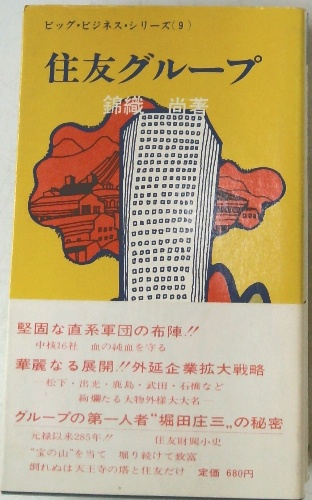 ビッグ・ビジネス・シリーズ(9)
住友グループ
錦織 尚著
堅固な直系軍団の布陣!!
中核16社 血の純血を守る
華麗なる展開!!外延企業拡大戦略
松下・出光・鹿島・武田・石橋など
絢爛たる人物外様大大名
グループの第一人者"堀田庄三„の秘密
元禄以来285年!! 住友財閥小史
"宝の山"を当て 堀り続けて致富
倒れぬは天王寺の塔と住友だけ 定価 680円